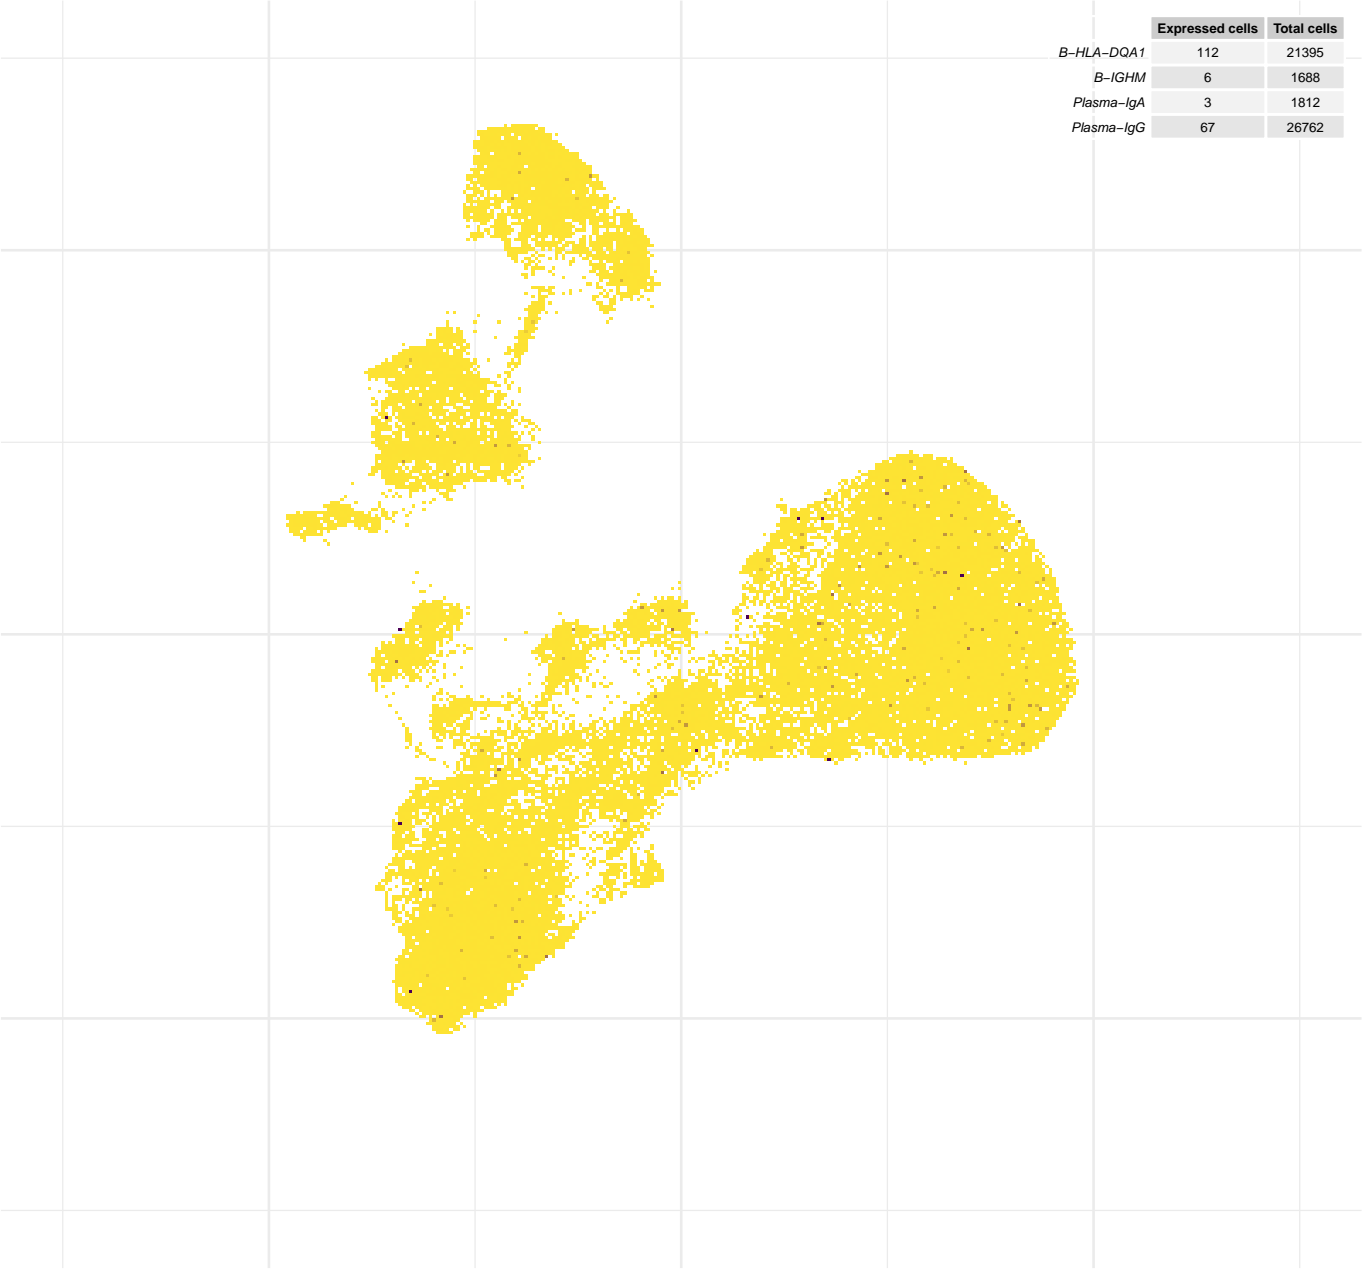 Expressed cells Total cells
B−HLA−DQA1 112 21395
B−IGHM 6 1688
Plasma−IgA 3 1812
Plasma−IgG 67 26762